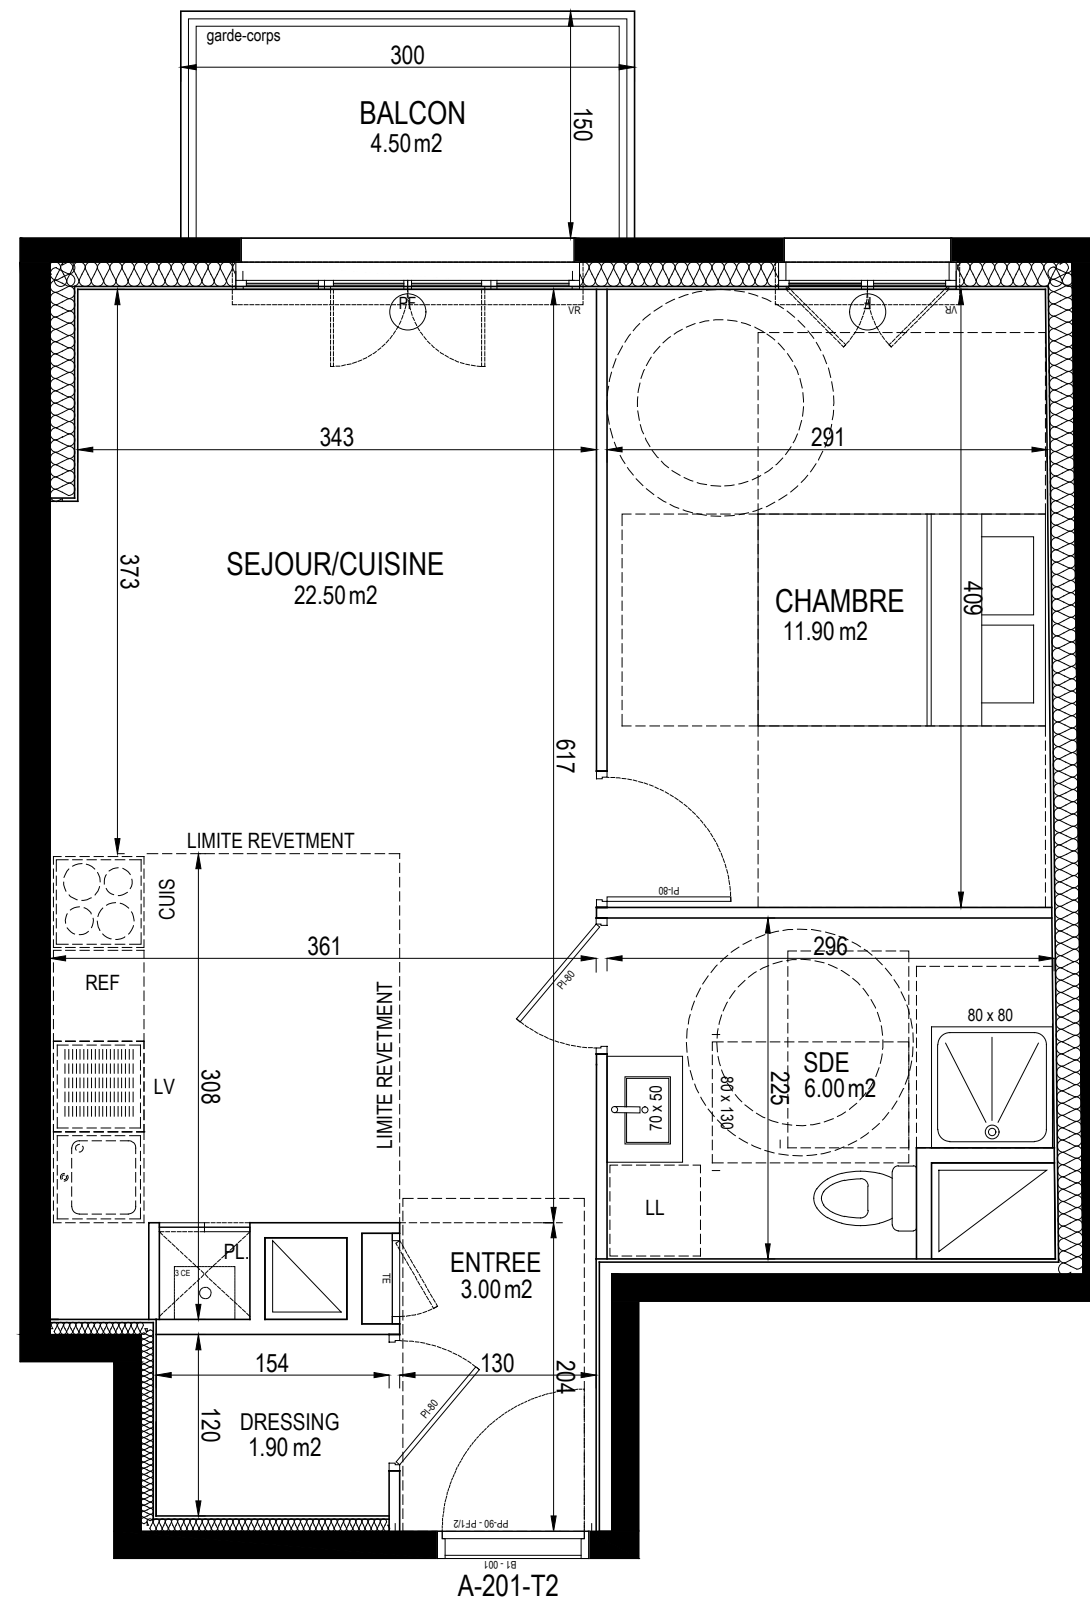 garde-corps
300
BALCON
4.50 m2
150
PF
VR
F
VR
343
291
373
SEJOUR/CUISINE
22.50 m2
CHAMBRE
11.90 m2
409
617
LIMITE REVETMENT
CUIS
PI-80
361
296
REF
PI-80
LIMITE REVETMENT
80 x 80
LV
308
SDE
6.00 m2
225
80 x 130
70 x 50
LL
PL.
3 CE
TE
ENTREE
3.00 m2
154
130
204
120
DRESSING
1.90 m2
PI-80
PP-90 - PF1/2
B1 - 001
A-201-T2